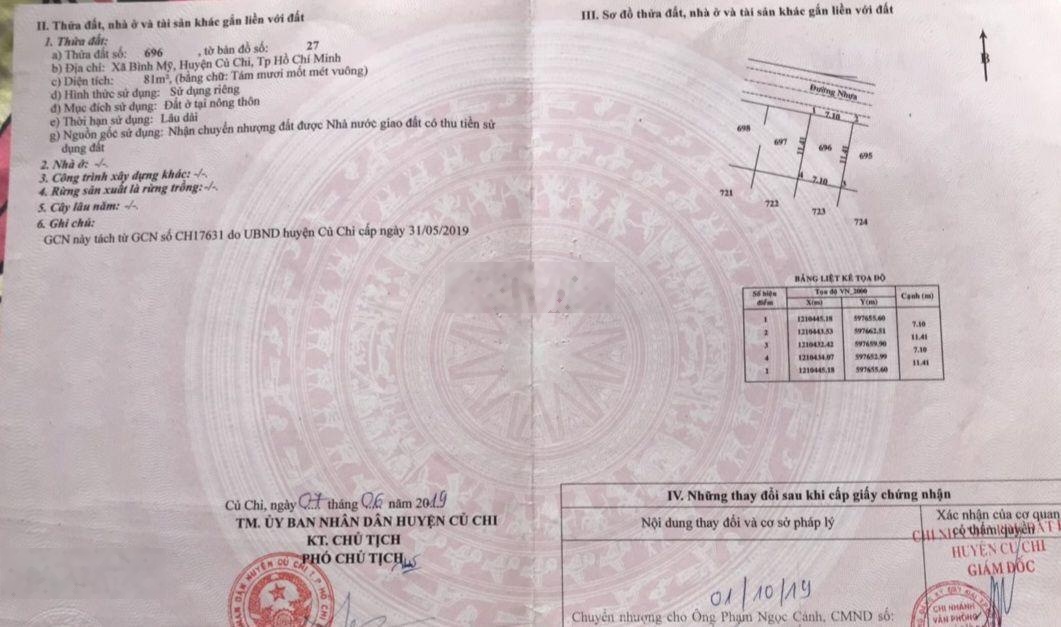 II. Thửa đất, nhà ở và tài sản khác gắn liền với đất
1. Thửa đất:
a) Thửa đất số: 696 , tờ bản đồ số: 27
b) Địa chỉ: Xã Bình Mỹ, Huyện Củ Chi, Tp Hồ Chí Minh
c) Diện tích: 81m², (bằng chữ: Tám mươi mốt mét vuông)
d) Hình thức sử dụng: Sử dụng riêng
đ) Mục đích sử dụng: Đất ở tại nông thôn
e) Thời hạn sử dụng: Lâu dài
g) Nguồn gốc sử dụng: Nhận chuyển nhượng đất được Nhà nước giao đất có thu tiền sử
dụng đất
2. Nhà ở: -/-.
3. Công trình xây dựng khác: -/-.
4. Rừng sản xuất là rừng trồng:-/-.
5. Cây lâu năm: -/-.
6. Ghi chú:
GCN này tách từ GCN số CH17631 do UBND huyện Củ Chi cấp ngày 31/05/2019
Củ Chi, ngày 07 tháng 06 năm 2019
TM. ỦY BAN NHÂN DÂN HUYỆN CỦ CHI
KT. CHỦ TỊCH
PHÓ CHỦ TỊCH
III. Sơ đồ thửa đất, nhà ở và tài sản khác gắn liền với đất
B
Đường Nhựa
1 7.10
698
697 11.41 696 11.41 695
4 7.10 3
721
722
723
724
BẢNG LIỆT KÊ TỌA ĐỘ
Số hiệu điểm Tọa độ VN_2000 Cạnh (m)
X(m) Y(m)
1 1210445.18 597655.60
7.10
2 1210443.53 597662.51
11.41
3 1210432.42 597659.90
7.10
4 1210434.07 597652.99
11.41
1 1210445.18 597655.60
IV. Những thay đổi sau khi cấp giấy chứng nhận
Nội dung thay đổi và cơ sở pháp lý
Xác nhận của cơ quan
có thẩm quyền
HUYỆN CỦ CHI
GIÁM ĐỐC
CHI NHÁNH
VĂN PHÒNG
01/10/19
Chuyển nhượng cho Ông Phạm Ngọc Cánh, CMND số: